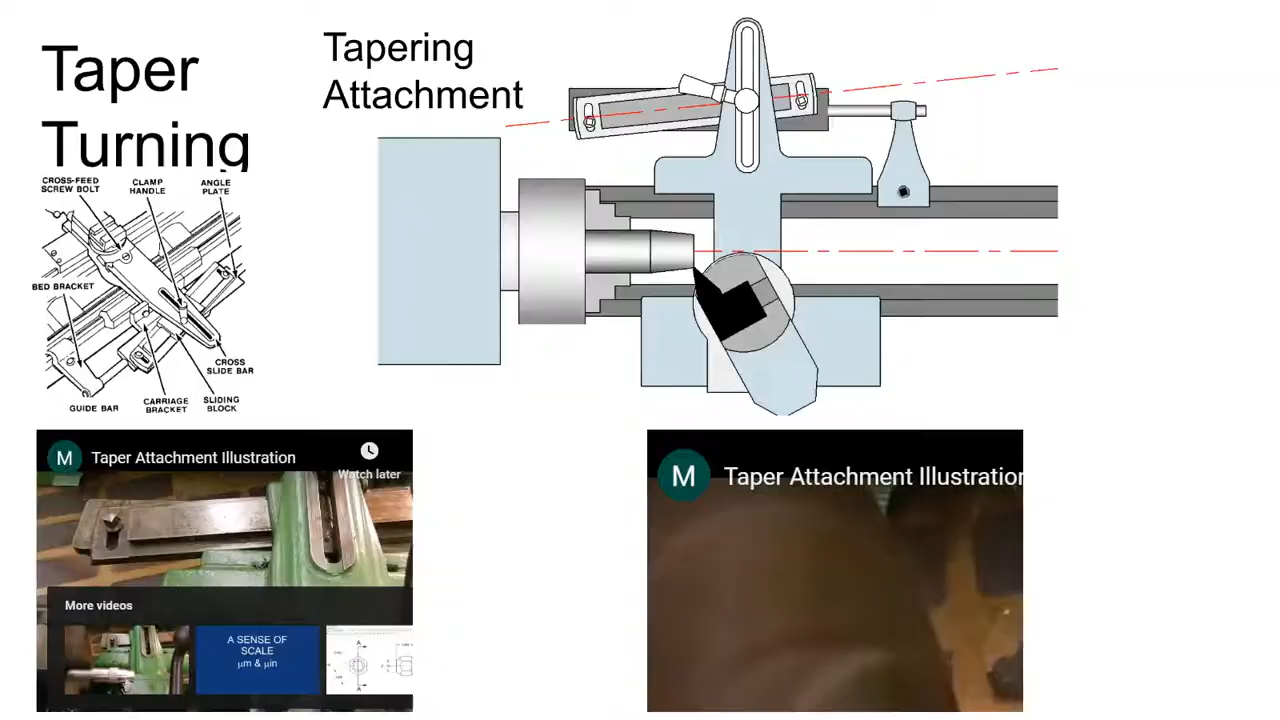 Taper
Turning
Tapering
Attachment
CROSS-FEED
SCREW BOLT
CLAMP
HANDLE
ANGLE
PLATE
BED BRACKET
CROSS
SLIDE BAR
GUIDE BAR
CARRIAGE
BRACKET
SLIDING
BLOCK
M
Taper Attachment Illustration
Watch later
More videos
A SENSE OF
SCALE
μm & μin
M
Taper Attachment Illustration